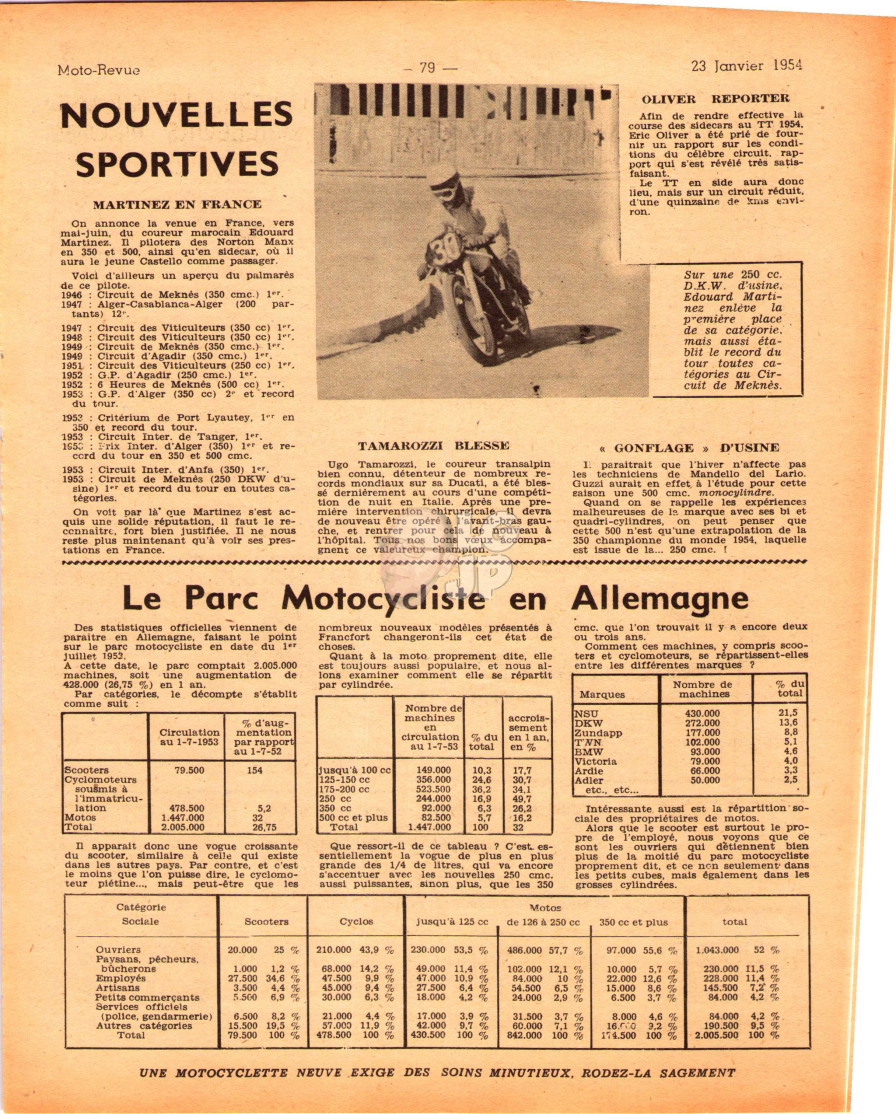 Moto-Revue
— 79 —
23 Janvier 1954
NOUVELLES
SPORTIVES
MARTINEZ EN FRANCE
On annonce la venue en France, vers
mai-juin, du coureur marocain Edouard
Martinez. Il pilotera des Norton Manx
en 350 et 500, ainsi qu'en sidecar, où il
aura le jeune Castello comme passager.
Voici d'ailleurs un aperçu du palmarès
de ce pilote.
1946 : Circuit de Meknés (350 cmc.) 1er.
1947 : Alger-Casablanca-Alger (200 par-
tants) 12e.
1947 : Circuit des Viticulteurs (350 cc) 1er.
1948 : Circuit des Viticulteurs (350 cc) 1er.
1949 : Circuit de Meknés (350 cmc.) 1er.
1949 : Circuit d'Agadir (350 cmc.) 1er.
1951 : Circuit des Viticulteurs (250 cc) 1er.
1952 : G.P. d'Agadir (250 cmc.) 1er.
1952 : 6 Heures de Meknés (500 cc) 1er.
1953 : G.P. d'Alger (350 cc) 2e et record
du tour.
1953 : Critérium de Port Lyautey, 1er en
350 et record du tour.
1953 : Circuit Inter. de Tanger, 1er.
1953 : Prix Inter. d'Alger (350) 1er et re-
cord du tour en 350 et 500 cmc.
1953 : Circuit Inter. d'Anfa (350) 1er.
1953 : Circuit de Meknés (250 DKW d'u-
sine) 1er et record du tour en toutes ca-
tégories.
On voit par là que Martinez s'est ac-
quis une solide réputation, il faut le re-
connaître, fort bien justifiée. Il ne nous
reste plus maintenant qu'à voir ses pres-
tations en France.
30
OLIVER REPORTER
Afin de rendre effective la
course des sidecars au TT 1954,
Eric Oliver a été prié de four-
nir un rapport sur les condi-
tions du célèbre circuit, rap-
port qui s'est révélé très satis-
faisant.
Le TT en side aura donc
lieu, mais sur un circuit réduit,
d'une quinzaine de kms envi-
ron.
Sur une 250 cc.
D.K.W. d'usine,
Edouard Marti-
nez enlève la
première place
de sa catégorie,
mais aussi éta-
blit le record du
tour toutes ca-
tégories au Cir-
cuit de Meknés.
TAMAROZZI BLESSE
Ugo Tamarozzi, le coureur transalpin
bien connu, détenteur de nombreux re-
cords mondiaux sur sa Ducati, a été bles-
sé dernièrement au cours d'une compéti-
tion de nuit en Italie. Après une pre-
mière intervention chirurgicale, il devra
de nouveau être opéré à l'avant-bras gau-
che, et rentrer pour cela de nouveau à
l'hôpital. Tous nos bons vœux accompa-
gnent ce valeureux champion.
« GONFLAGE » D'USINE
Il paraitrait que l'hiver n'affecte pas
les techniciens de Mandello del Lario.
Guzzi aurait en effet à l'étude pour cette
saison une 500 cmc. monocylindre.
Quand on se rappelle les expériences
malheureuses de la marque avec ses bi et
quadri-cylindres, on peut penser que
cette 500 n'est qu'une extrapolation de la
350 championne du monde 1954, laquelle
est issue de la... 250 cmc. !
Le Parc Motocycliste en Allemagne
Des statistiques officielles viennent de
paraître en Allemagne, faisant le point
sur le parc motocycliste en date du 1er
juillet 1953.
A cette date, le parc comptait 2.005.000
machines, soit une augmentation de
428.000 (26,75 %) en 1 an.
Par catégories, le décompte s'établit
comme suit :
Circulation au 1-7-1953 % d'aug-mentation par rapport au 1-7-52
Scooters 79.500 154
Cyclomoteurs
soumis à
l'immatricu-
lation 478.500 5,2
Motos 1.447.000 32
Total 2.005.000 26,75
Il apparait donc une vogue croissante
du scooter, similaire à celle qui existe
dans les autres pays. Par contre, et c'est
le moins que l'on puisse dire, le cyclomo-
teur piétine..., mais peut-être que les
nombreux nouveaux modèles présentés à
Francfort changeront-ils cet état de
choses.
Quant à la moto proprement dite, elle
est toujours aussi populaire, et nous al-
lons examiner comment elle se répartit
par cylindrée.
Nombre de machines en circulation au 1-7-53 % du total accrois-sement en 1 an, en %
jusqu'à 100 cc 149.000 10,3 17,7
125-150 cc 356.000 24,6 30,7
175-200 cc 523.500 36,2 34,1
250 cc 244.000 16,9 49,7
350 cc 92.000 6,3 26,2
500 cc et plus 82.500 5,7 16,2
Total 1.447.000 100 32
Que ressort-il de ce tableau ? C'est es-
sentiellement la vogue de plus en plus
grande des 1/4 de litres, qui va encore
s'accentuer avec les nouvelles 250 cmc.
aussi puissantes, sinon plus, que les 350
cmc. que l'on trouvait il y a encore deux
ou trois ans.
Comment ces machines, y compris scoo-
ters et cyclomoteurs, se répartissent-elles
entre les différentes marques ?
Marques Nombre de machines % du total
NSU 430.000 21,5
DKW 272.000 13,6
Zundapp 177.000 8,8
TWN 102.000 5,1
BMW 93.000 4,6
Victoria 79.000 4,0
Ardie 66.000 3,3
Adler 50.000 2,5
etc., etc...
Intéressante aussi est la répartition so-
ciale des propriétaires de motos.
Alors que le scooter est surtout le pro-
pre de l'employé, nous voyons que ce
sont les ouvriers qui détiennent bien
plus de la moitié du parc motocycliste
proprement dit, et ce non seulement dans
les petits cubes, mais également dans les
grosses cylindrées.
Catégorie Motos
Sociale Scooters Cyclos jusqu'à 125 cc de 126 à 250 cc 350 cc et plus total
Ouvriers 20.000 25 % 210.000 43,9 % 230.000 53,5 % 486.000 57,7 % 97.000 55,6 % 1.043.000 52 %
Paysans, pêcheurs,
bûcherons 1.000 1,2 % 68.000 14,2 % 49.000 11,4 % 102.000 12,1 % 10.000 5,7 % 230.000 11,5 %
Employés 27.500 34,6 % 47.500 9,9 % 47.000 10,9 % 84.000 10 % 22.000 12,6 % 228.000 11,4 %
Artisans 3.500 4,4 % 45.000 9,4 % 27.500 6,4 % 54.500 6,5 % 15.000 8,6 % 145.500 7,2 %
Petits commerçants 5.500 6,9 % 30.000 6,3 % 18.000 4,2 % 24.000 2,9 % 6.500 3,7 % 84.000 4,2 %
Services officiels
(police, gendarmerie) 6.500 8,2 % 21.000 4,4 % 17.000 3,9 % 31.500 3,7 % 8.000 4,6 % 84.000 4,2 %
Autres catégories 15.500 19,5 % 57.000 11,9 % 42.000 9,7 % 60.000 7,1 % 9,2 % 190.500 9,5 %
Total 79.500 100 % 478.500 100 % 430.500 100 % 842.000 100 % 174.500 100 % 2.005.500 100 %
UNE MOTOCYCLETTE NEUVE EXIGE DES SOINS MINUTIEUX, RODEZ-LA SAGEMENT